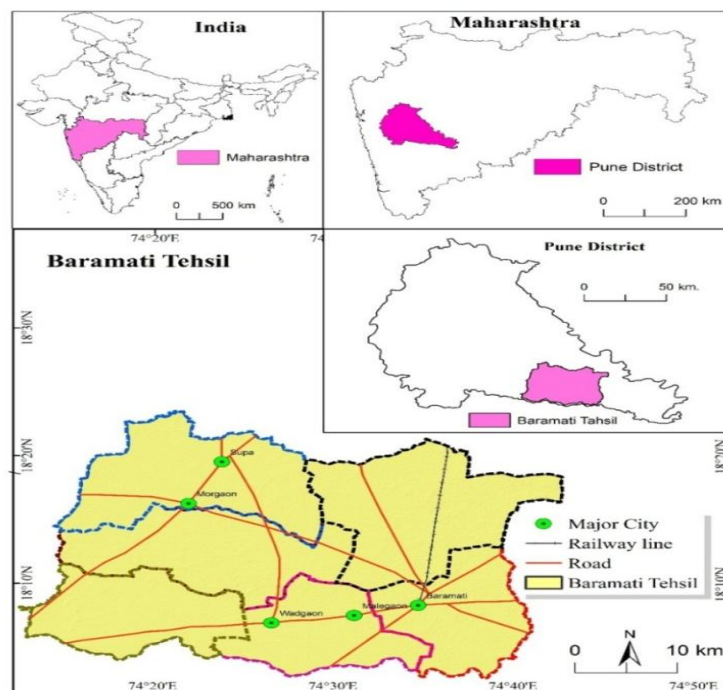 India
Maharashtra
0 500 km
Maharashtra
Pune District
0 200 km
74°20'E
Baramati Tehsil
Pune District
0 50 km.
Baramati Tahsil
18°30'N
18°20'N
18°10'N
Supa
Morgaon
Wadgaon
Malegaon
Baramati
Major City
Railway line
Road
Baramati Tehsil
N
0 10 km
74°20'E
74°30'E
74°40'E
74°50'E